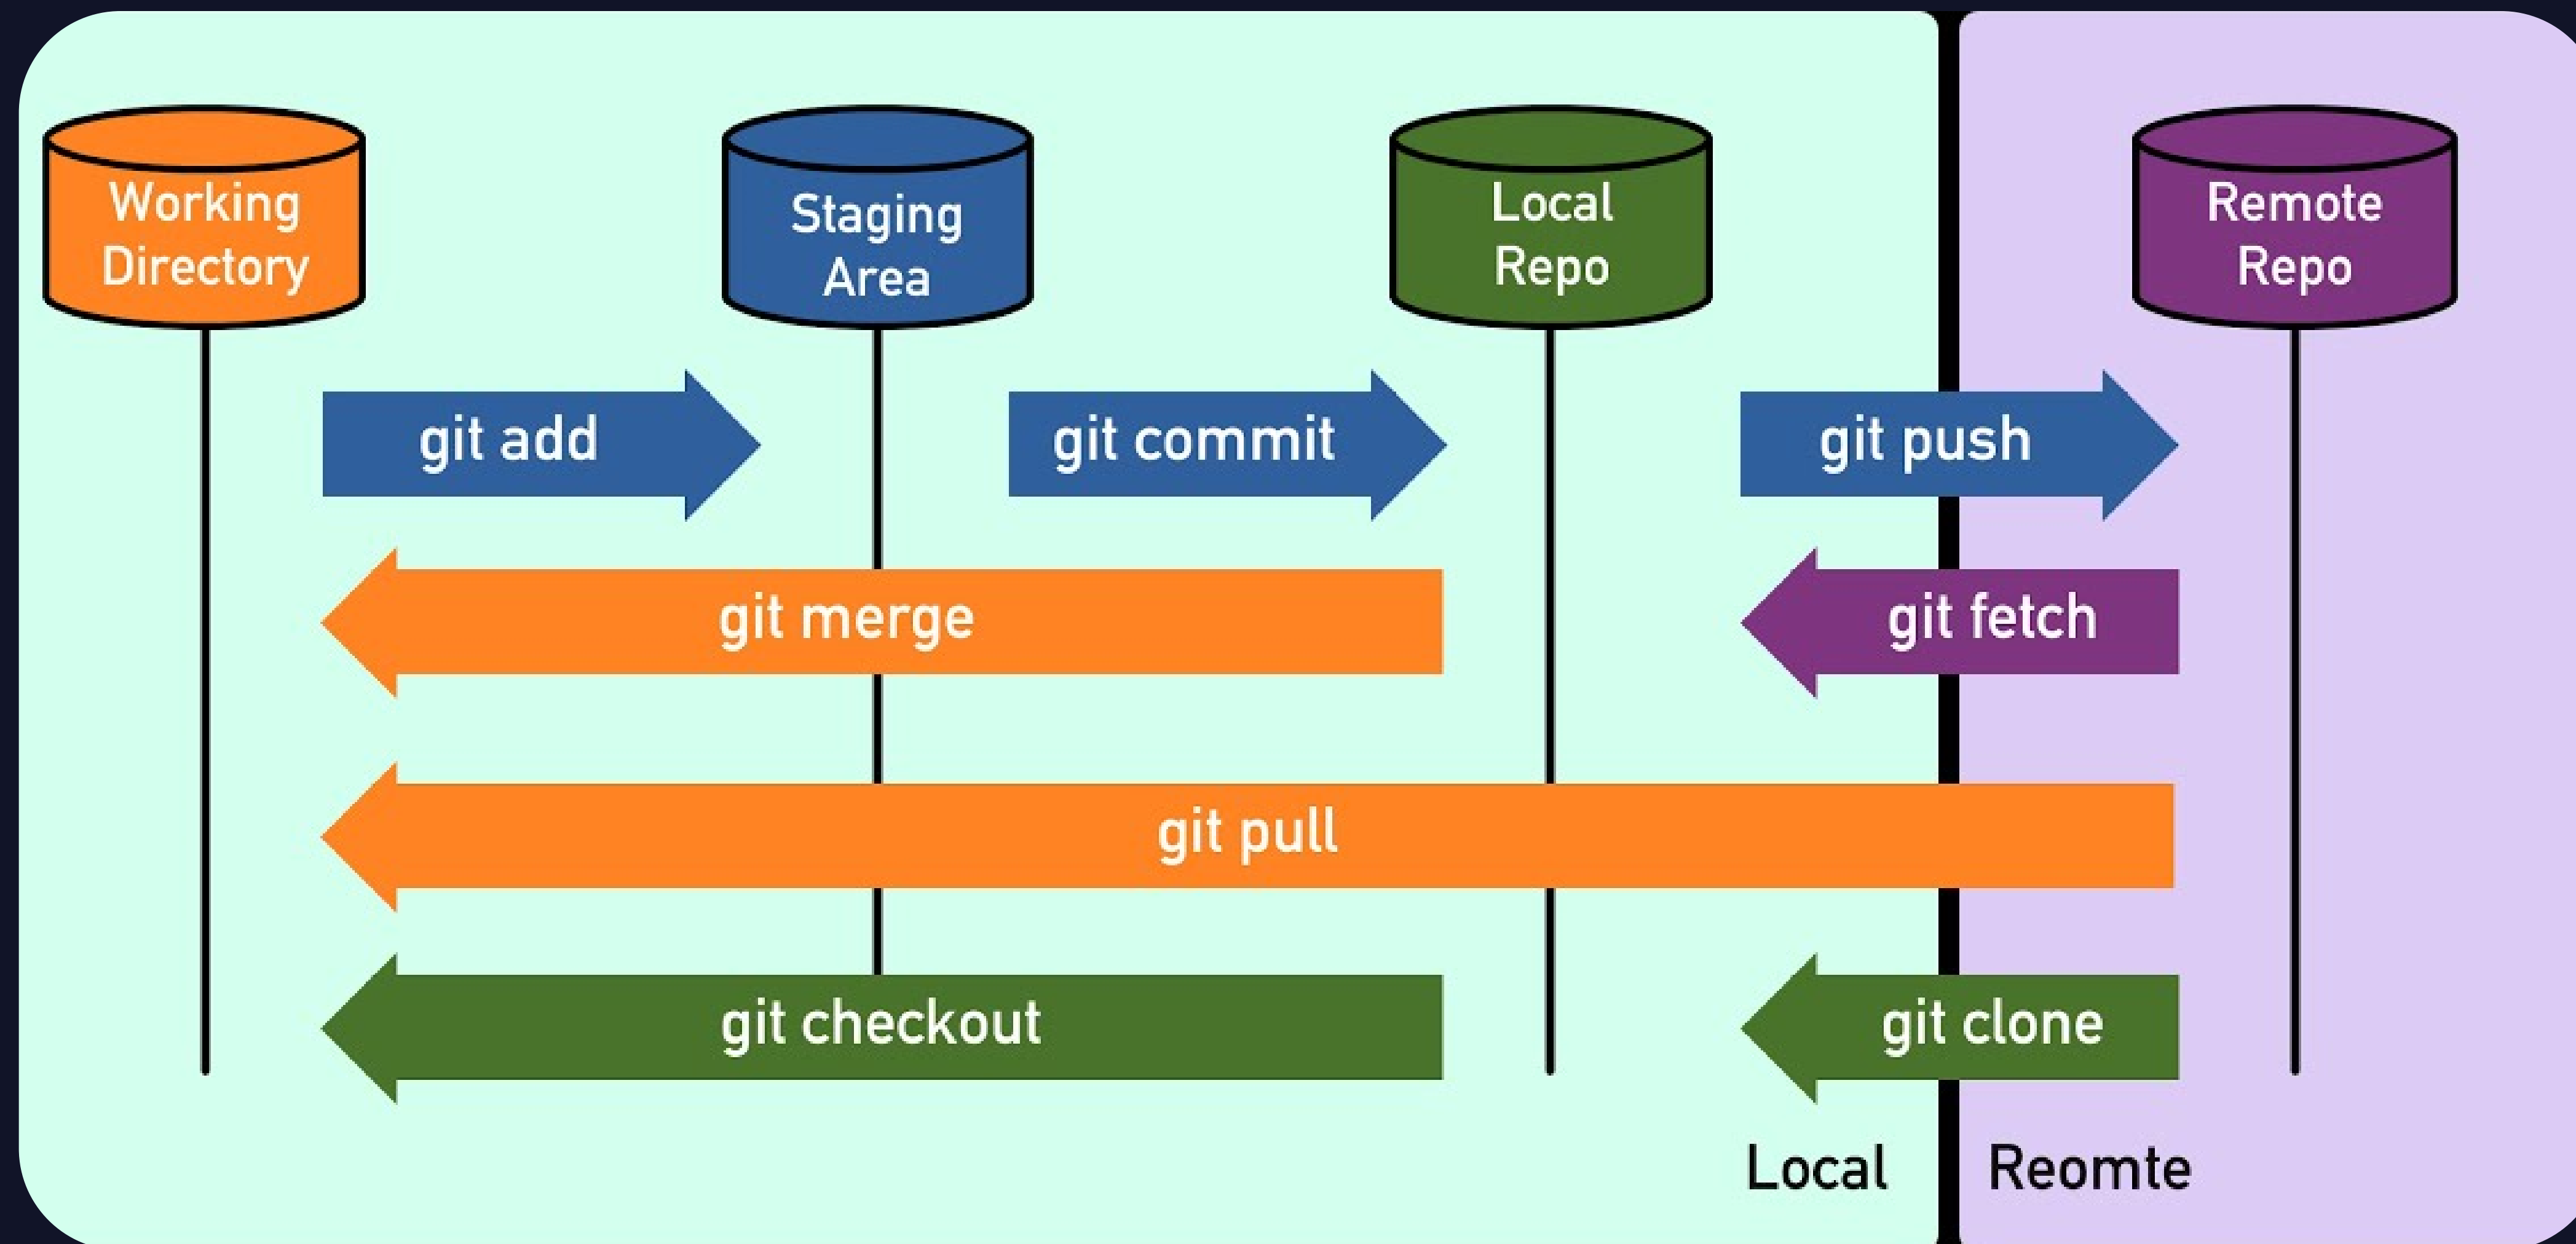 Working
Directory
Staging
Area
Local
Repo
Remote
Repo
git add
git commit
git push
git merge
git fetch
git pull
git checkout
git clone
Local
Reomte